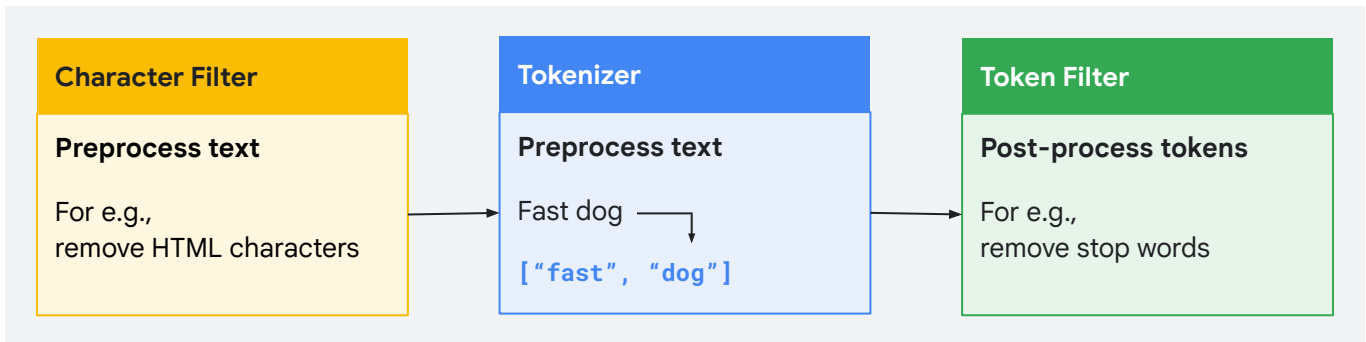 Character Filter
Preprocess text
For e.g.,
remove HTML characters
Tokenizer
Preprocess text
Fast dog
[“fast”, “dog”]
Token Filter
Post-process tokens
For e.g.,
remove stop words